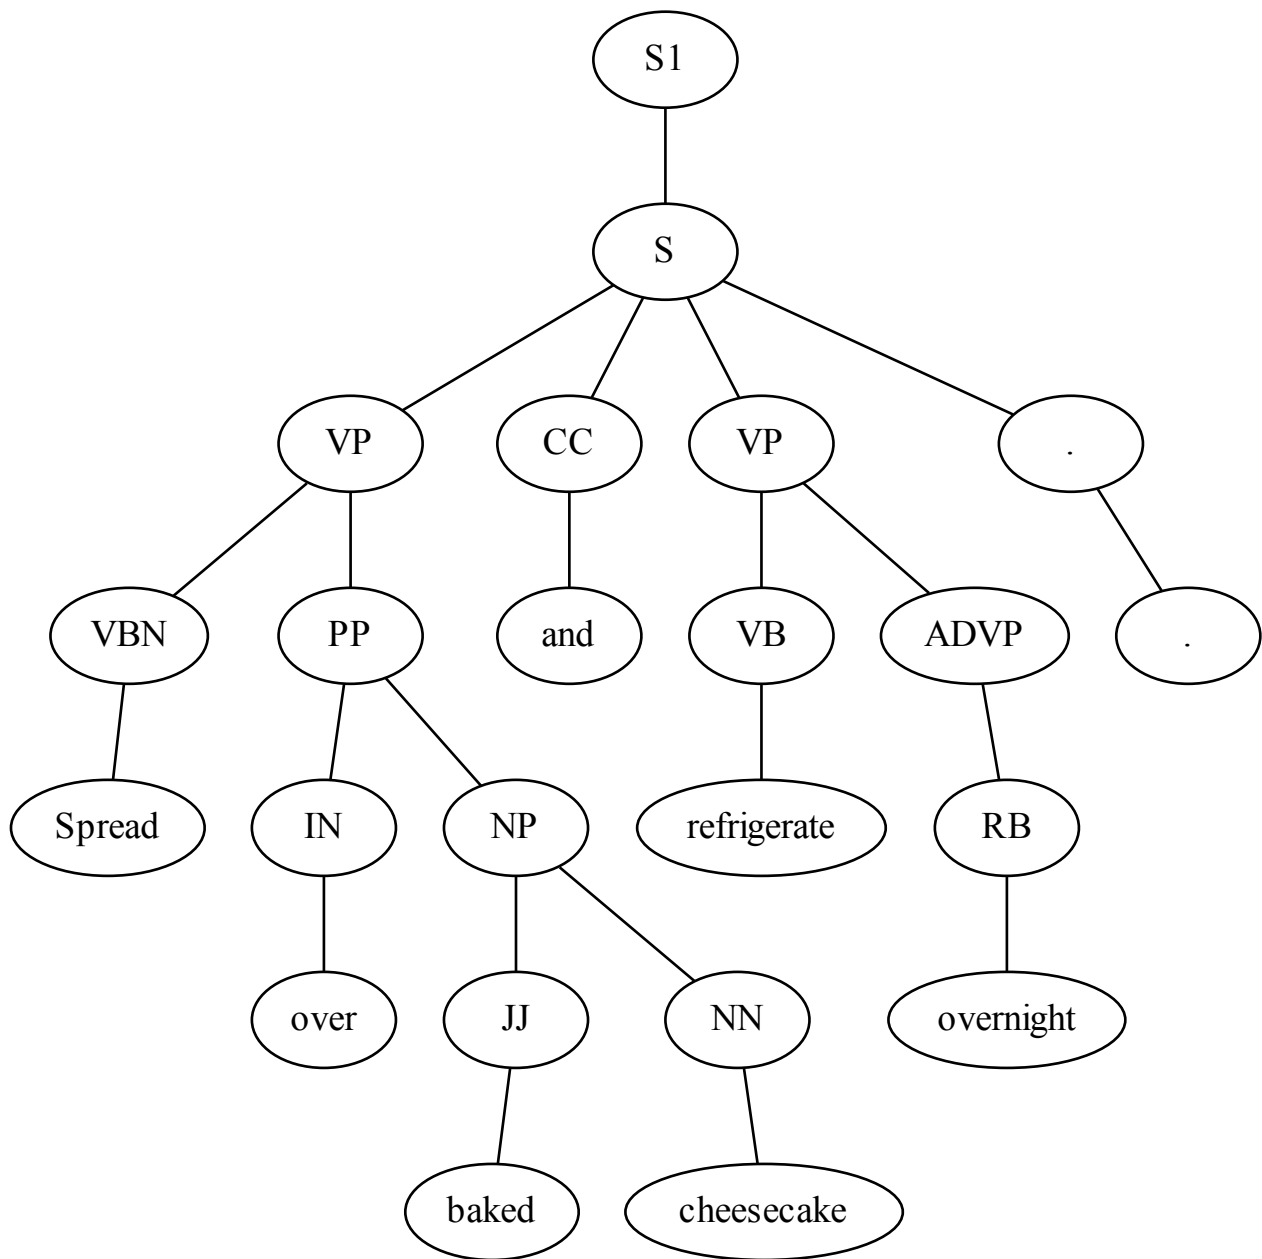 S1
S
VP CC VP .
VBN PP and VB ADVP .
Spread IN NP refrigerate RB
over JJ NN overnight
baked cheesecake